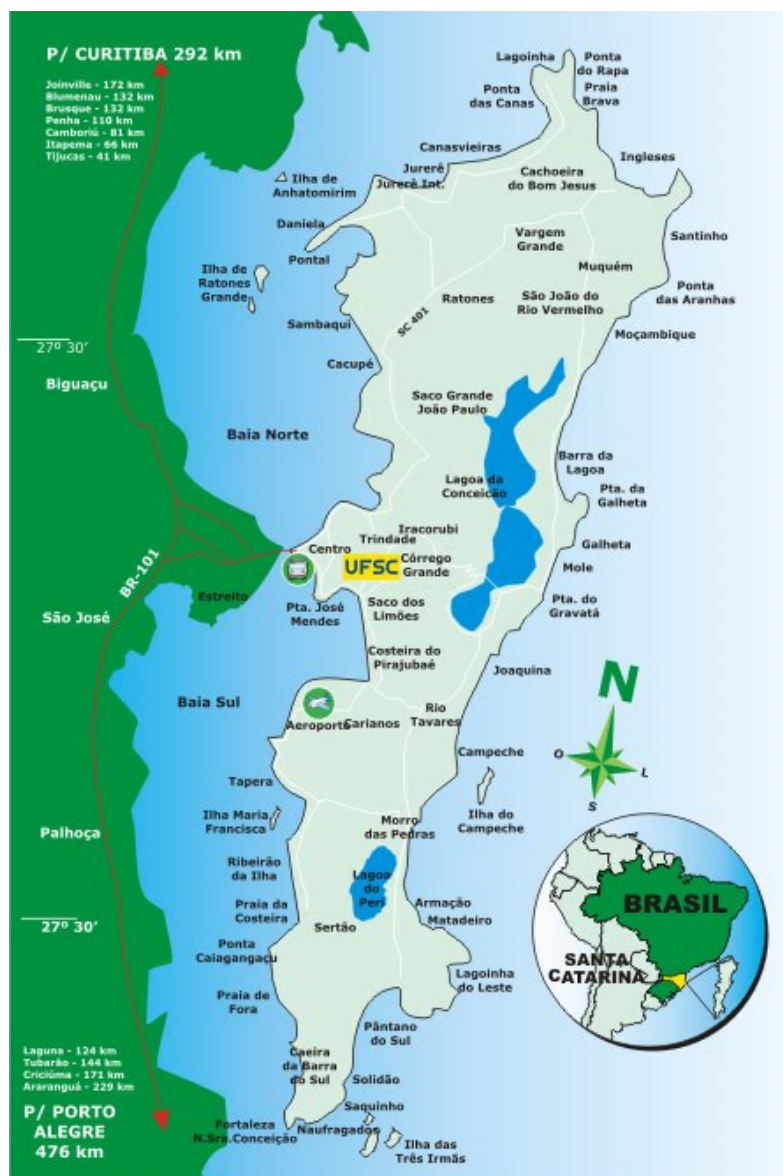 P/ CURITIBA 292 km
Joinville - 172 km
Blumenau - 132 km
Brusque - 132 km
Penha - 110 km
Camboriú - 81 km
Itapema - 66 km
Tijucas - 41 km
Lagoinha
Ponta
do Rapa
Ponta
das Canas
Praia
Brava
Canasvieiras
Ingleses
Jurerê
Jurerê Int.
Cachoeira
do Bom Jesus
Ilha de
Anhatomirim
Daniela
Pontal
Vargem
Grande
Santinho
Ilha de
Ratones
Grande
Muquém
Ponta
das Aranhas
Ratones
São João do
Rio Vermelho
Sambaqui
SC 401
Moçambique
27º 30'
Cacupé
Biguaçu
Saco Grande
João Paulo
Baia Norte
Barra da
Lagoa
Lagoa da
Conceição
Pta. da
Galheta
Iracorubi
Trindade
Centro
UFSC
Córrego
Grande
Galheta
Mole
BR-101
Estreito
São José
Pta. José
Mendes
Saco dos
Limões
Pta. do
Gravatá
Costeira do
Pirajubaé
Joaquina
N
Baia Sul
Aeroporto
Carianos
Rio
Tavares
Campeche
O
L
S
Tapera
Ilha Maria
Francisca
Ilha do
Campeche
Morro
das Pedras
Palhoça
Ribeirão
da Ilha
Lagoa
do
Peri
BRASIL
Praia da
Costeira
Armação
Matadeiro
27º 30'
Sertão
Ponta
Caiagangaçu
SANTA
CATARINA
Lagoinha
do Leste
Praia de
Fora
Pântano
do Sul
Caeira
da Barra
do Sul
Solidão
Laguna - 124 km
Tubarão - 144 km
Criciúma - 171 km
Araranguá - 229 km
Saquinho
P/ PORTO
ALEGRE
476 km
Fortaleza
N.Sra.Conceição
Naufragados
Ilha das
Três Irmãs